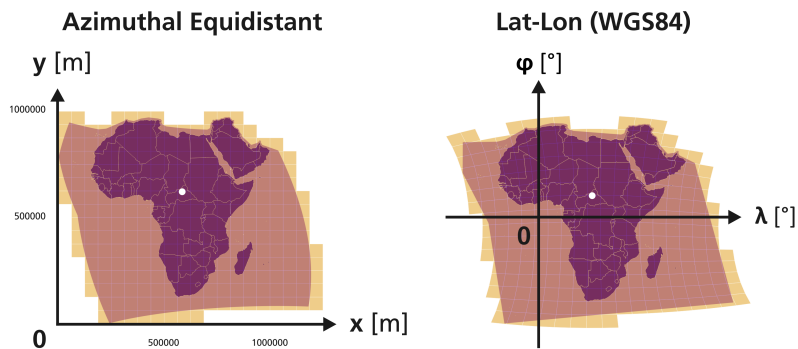 Azimuthal Equidistant
y [m]
1000000
500000
0
500000
1000000
x [m]
Lat-Lon (WGS84)
φ [°]
λ [°]
0